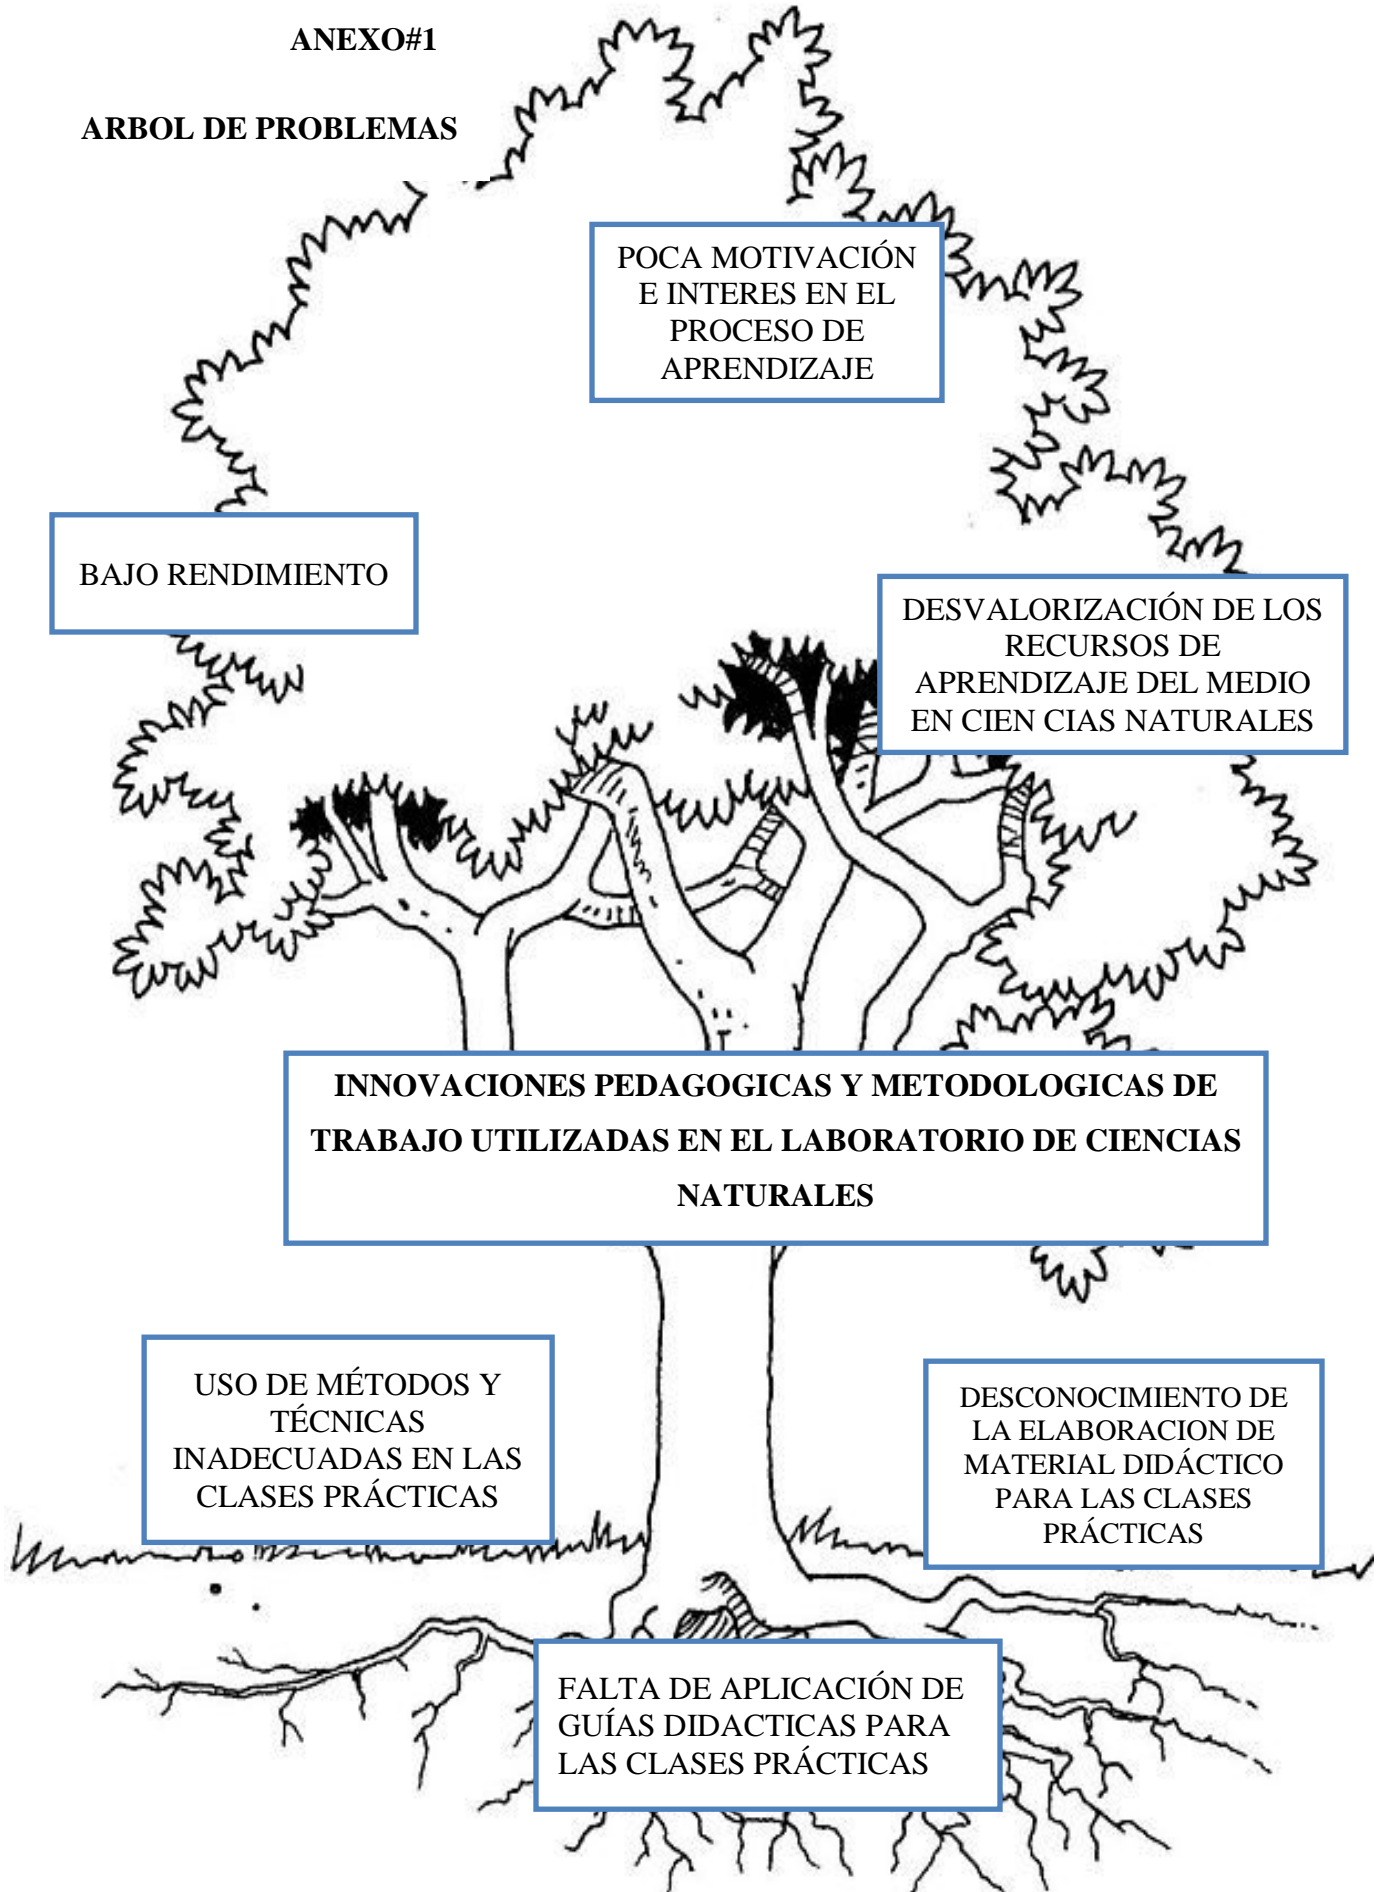 ANEXO#1
ARBOL DE PROBLEMAS
POCA MOTIVACIÓN
E INTERES EN EL
PROCESO DE
APRENDIZAJE
BAJO RENDIMIENTO
DESVALORIZACIÓN DE LOS
RECURSOS DE
APRENDIZAJE DEL MEDIO
EN CIEN CIAS NATURALES
INNOVACIONES PEDAGOGICAS Y METODOLOGICAS DE
TRABAJO UTILIZADAS EN EL LABORATORIO DE CIENCIAS
NATURALES
USO DE MÉTODOS Y
TÉCNICAS
INADECUADAS EN LAS
CLASES PRÁCTICAS
DESCONOCIMIENTO DE
LA ELABORACION DE
MATERIAL DIDÁCTICO
PARA LAS CLASES
PRÁCTICAS
FALTA DE APLICACIÓN DE
GUÍAS DIDACTICAS PARA
LAS CLASES PRÁCTICAS